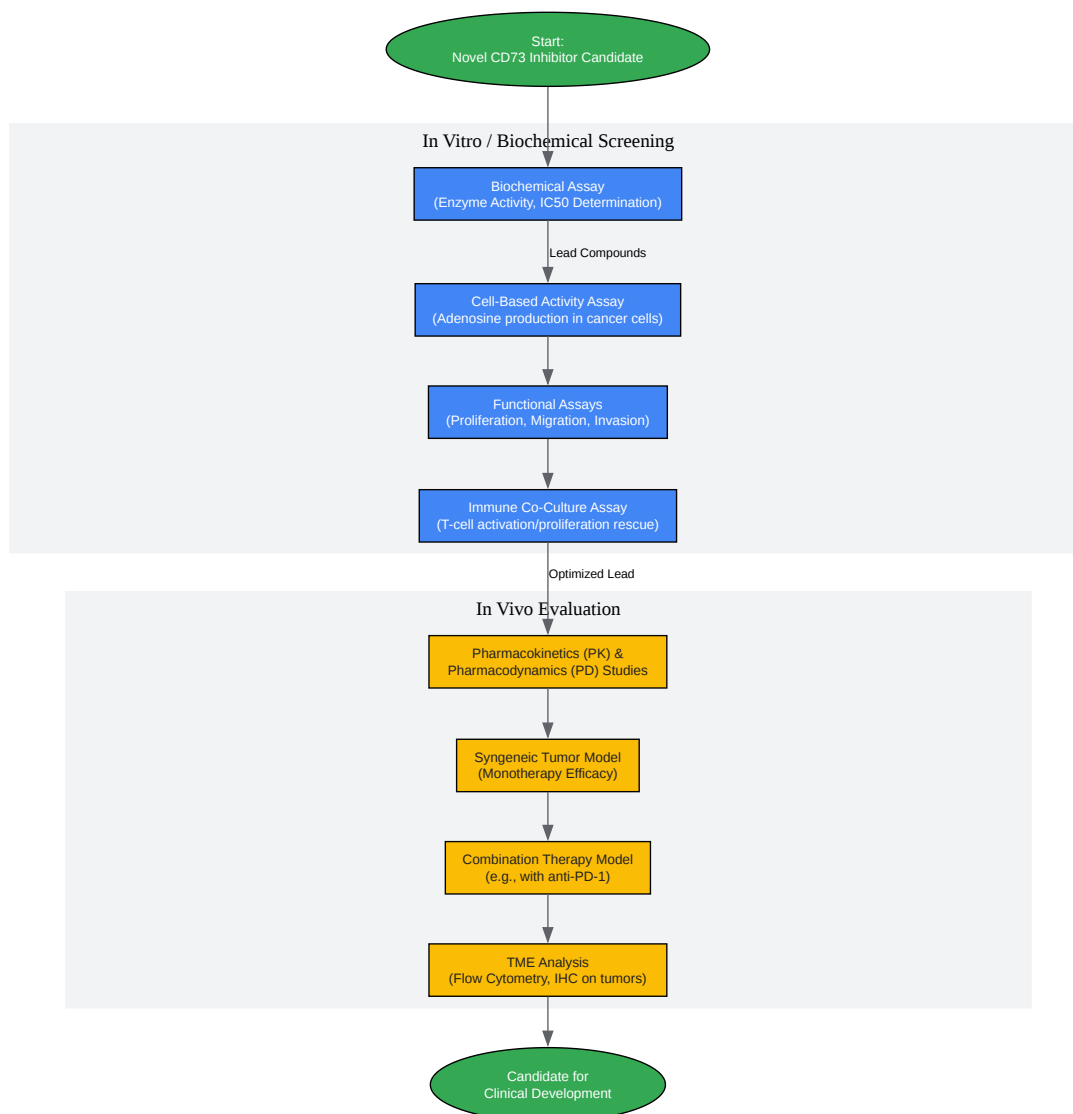 Start:
Novel CD73 Inhibitor Candidate
In Vitro / Biochemical Screening
Biochemical Assay
(Enzyme Activity, IC50 Determination)
Lead Compounds
Cell-Based Activity Assay
(Adenosine production in cancer cells)
Functional Assays
(Proliferation, Migration, Invasion)
Immune Co-Culture Assay
(T-cell activation/proliferation rescue)
Optimized Lead
In Vivo Evaluation
Pharmacokinetics (PK) &
Pharmacodynamics (PD) Studies
Syngeneic Tumor Model
(Monotherapy Efficacy)
Combination Therapy Model
(e.g., with anti-PD-1)
TME Analysis
(Flow Cytometry, IHC on tumors)
Candidate for
Clinical Development